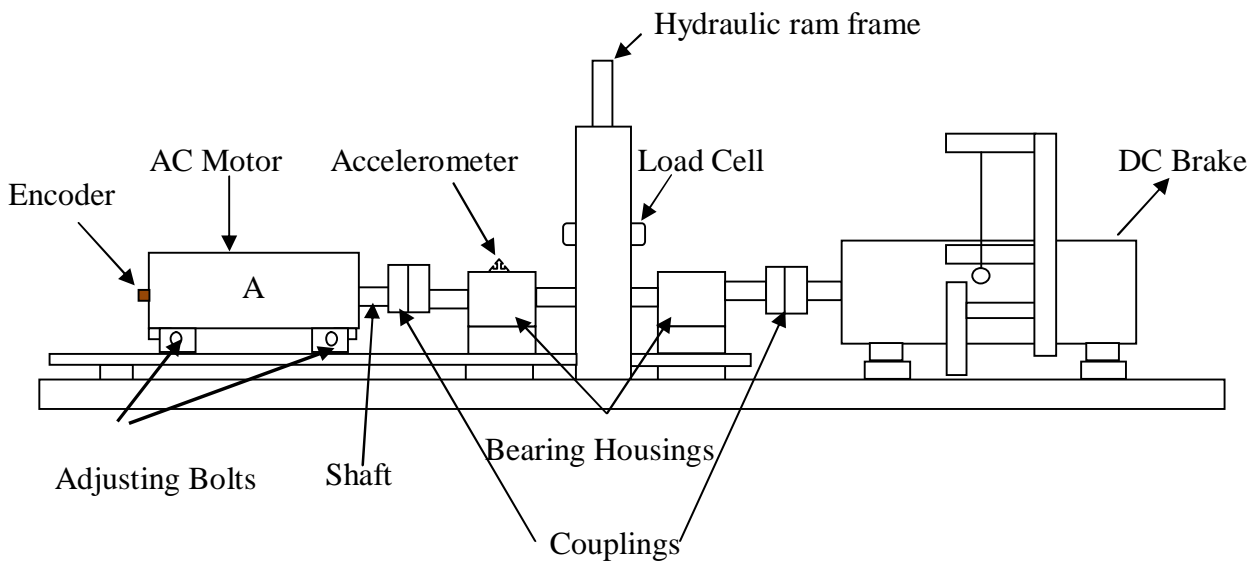 Hydraulic ram frame
AC Motor
Accelerometer
Load Cell
DC Brake
Encoder
A
Bearing Housings
Adjusting Bolts
Shaft
Couplings